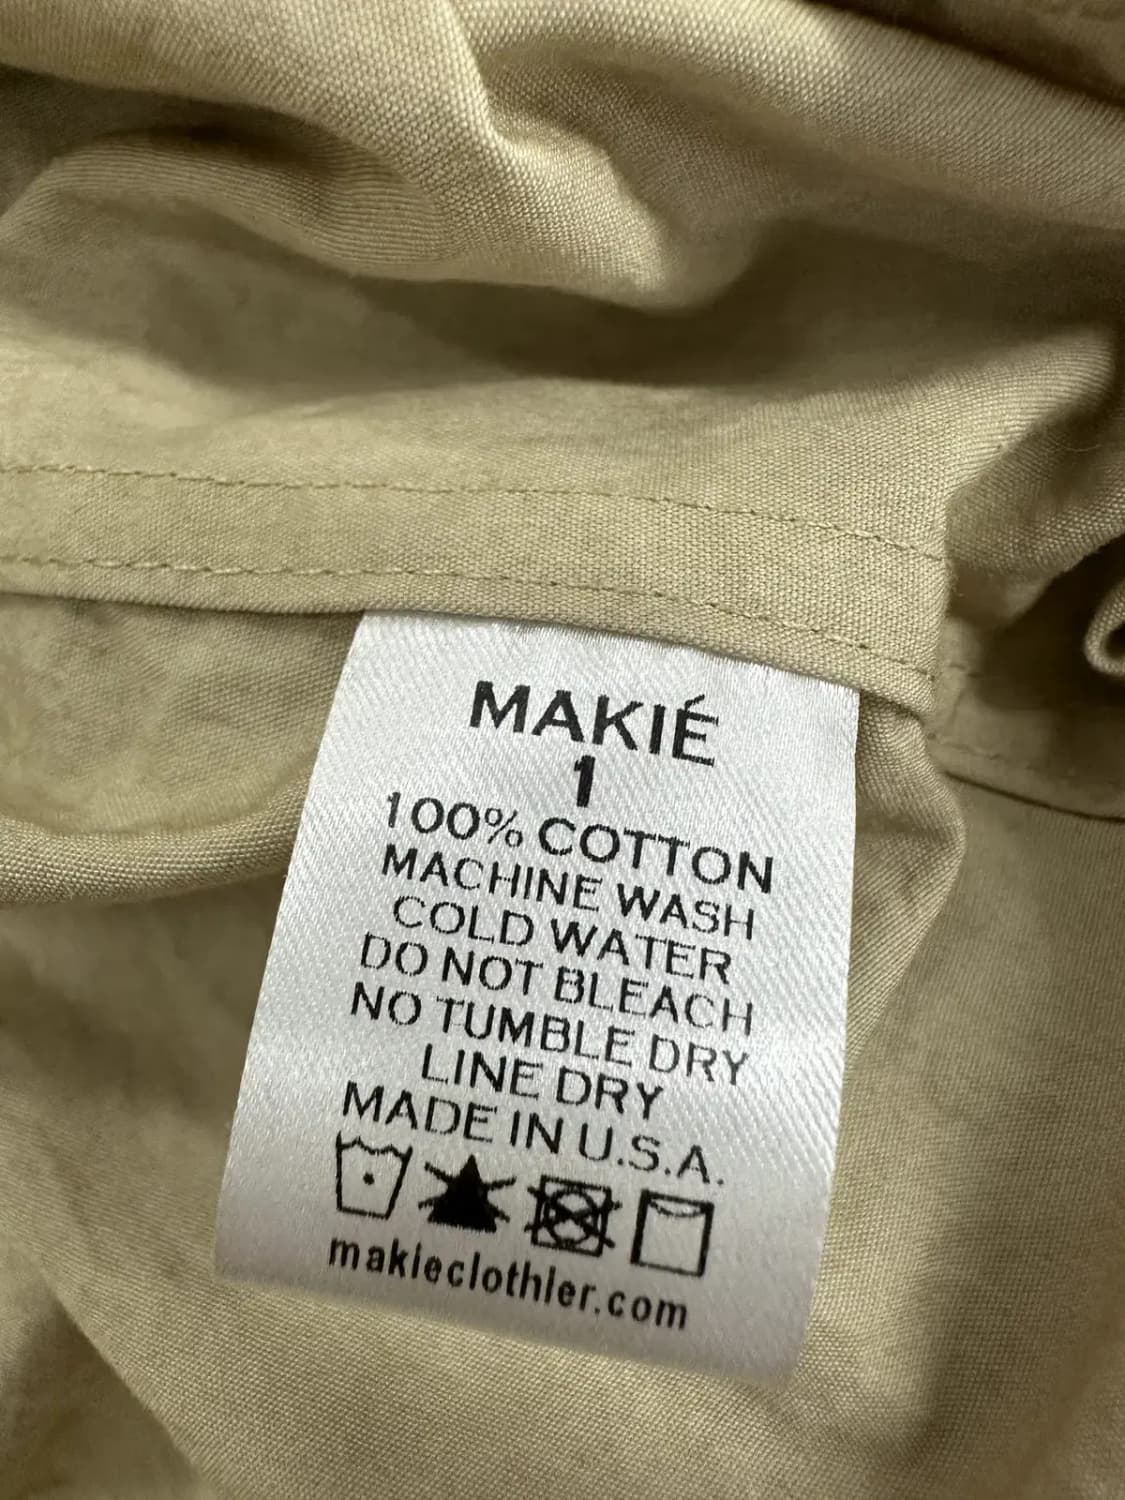 MAKIÉ
1
100% COTTON
MACHINE WASH
COLD WATER
DO NOT BLEACH
NO TUMBLE DRY
LINE DRY
MADE IN U.S.A.
makieclothier.com